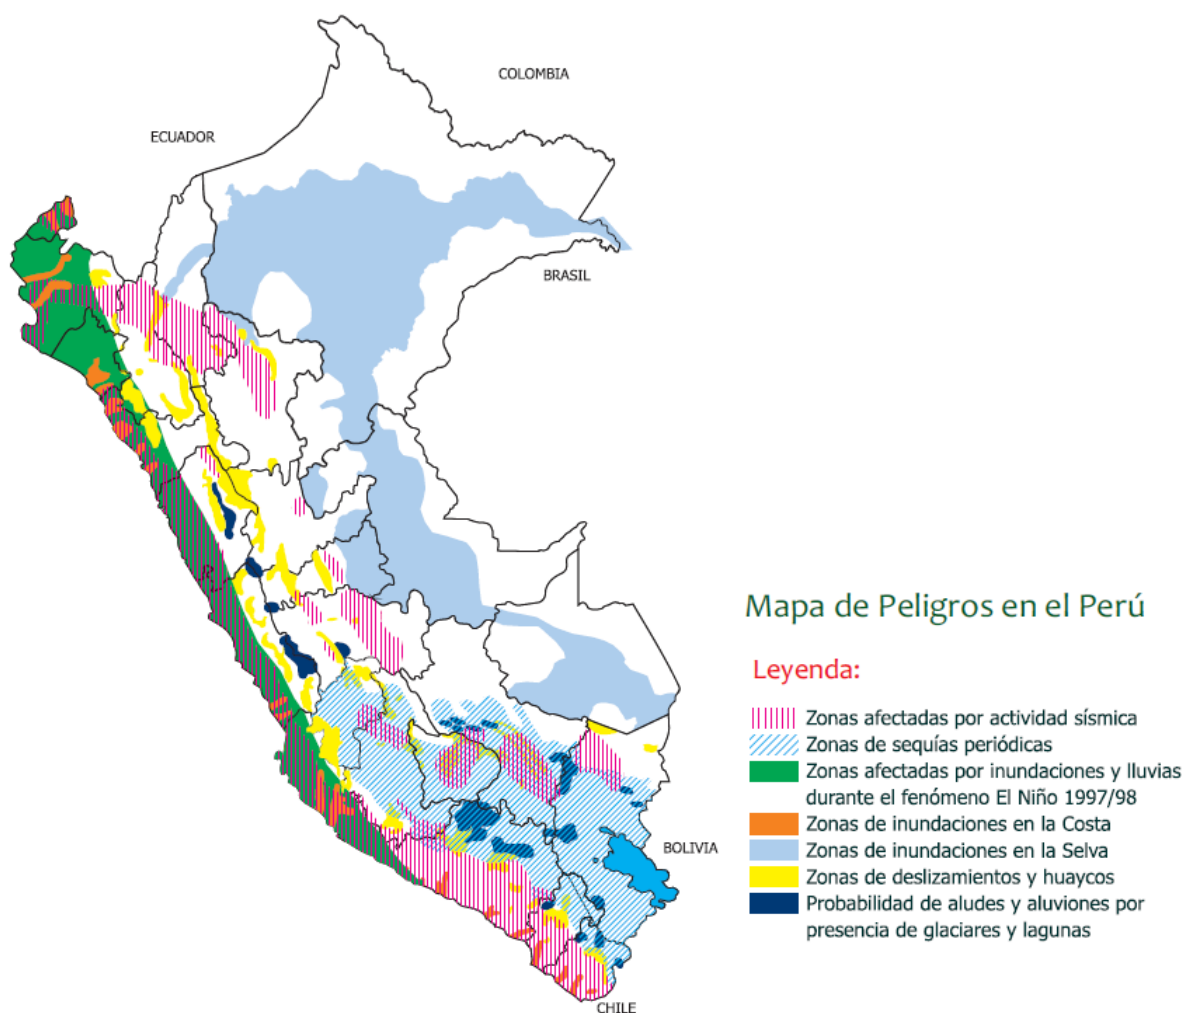 COLOMBIA
ECUADOR
BRASIL
Mapa de Peligros en el Perú
Leyenda:
Zonas afectadas por actividad sísmica
Zonas de sequías periódicas
Zonas afectadas por inundaciones y lluvias
durante el fenómeno El Niño 1997/98
Zonas de inundaciones en la Costa
BOLIVIA
Zonas de inundaciones en la Selva
Zonas de deslizamientos y huaycos
Probabilidad de aludes y aluviones por
presencia de glaciares y lagunas
CHILE